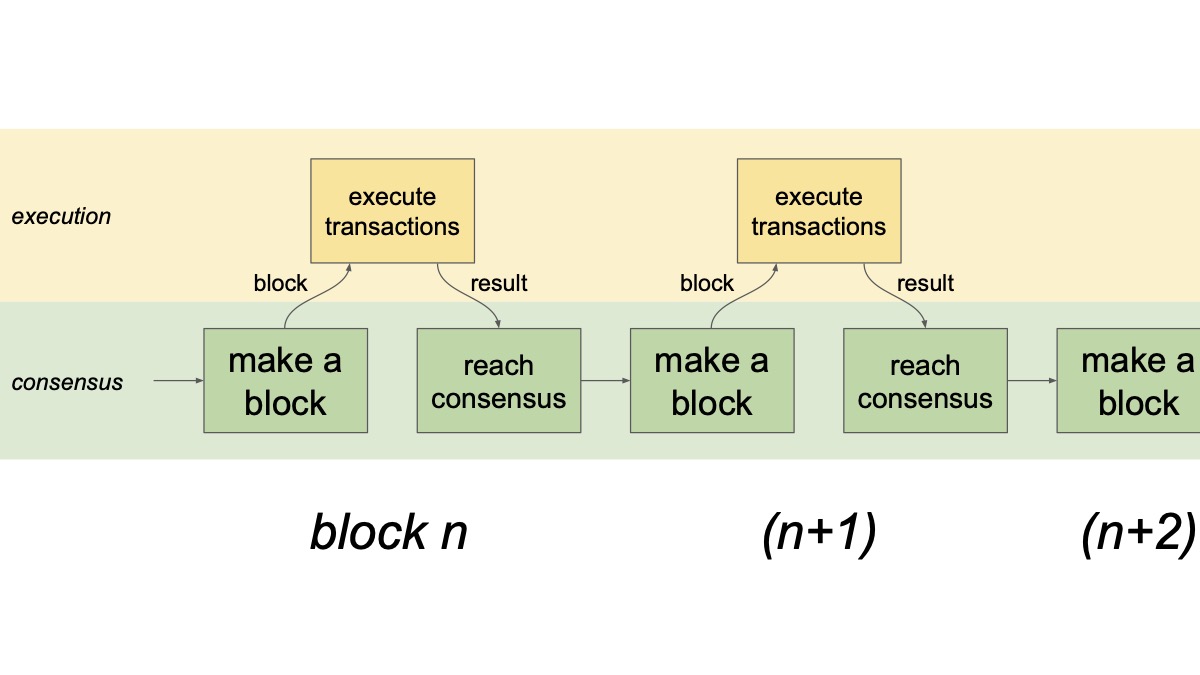 execute
transactions
execute
transactions
execution
block
result
block
result
make a
block
reach
consensus
make a
block
reach
consensus
make a
block
consensus
block n
(n+1)
(n+2)